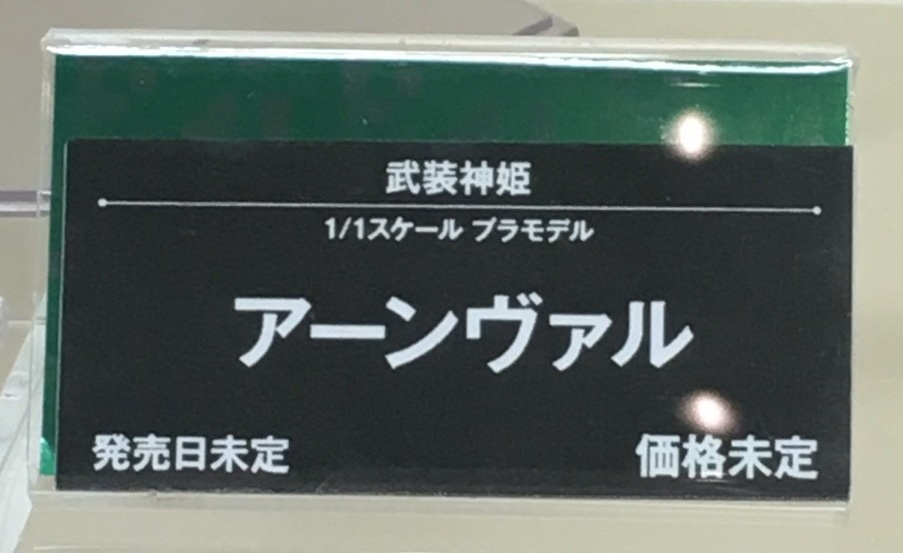 武装神姫
1/1スケール プラモデル
アーンヴァル
発売日未定
価格未定